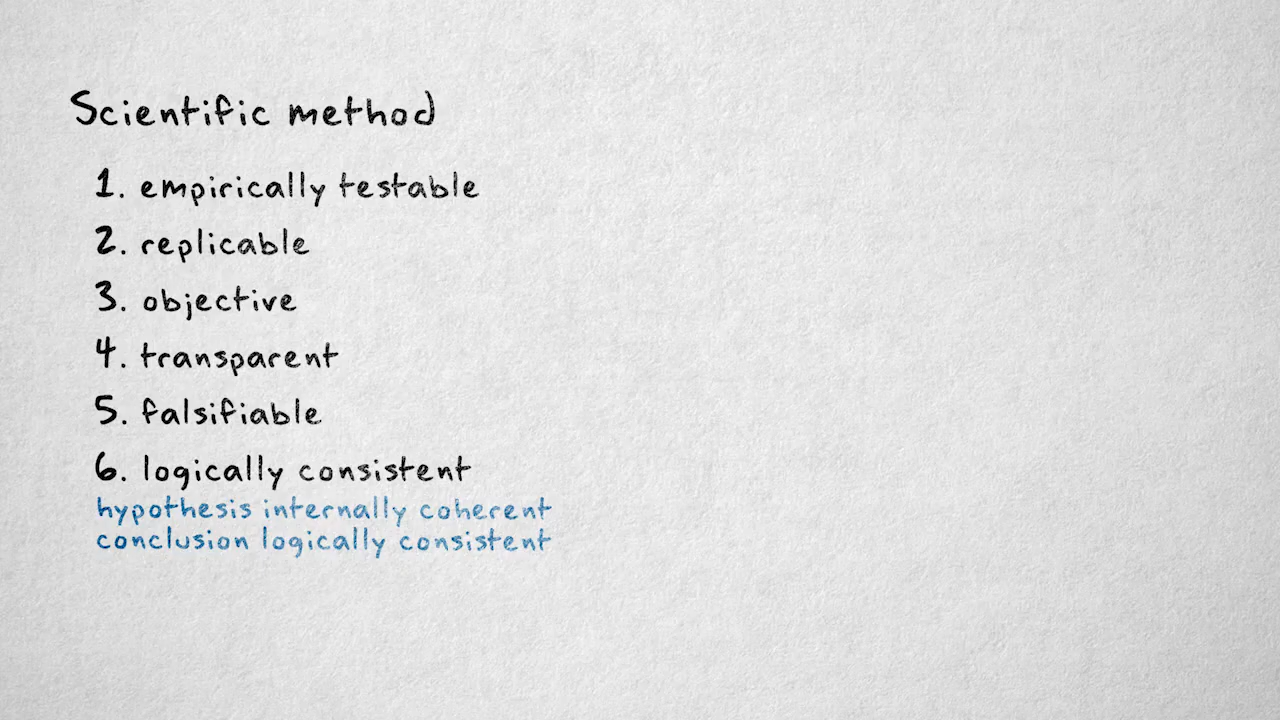 Scientific method
1. empirically testable
2. replicable
3. objective
4. transparent
5. falsifiable
6. logically consistent
hypothesis internally coherent
conclusion logically consistent